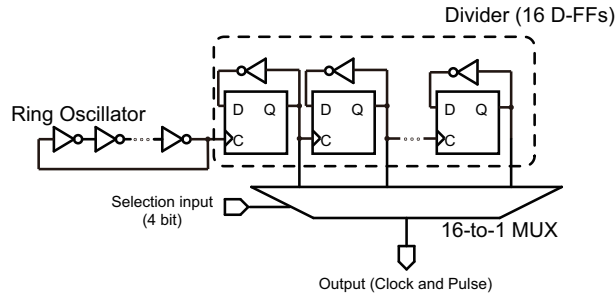 Divider (16 D-FFs)
Ring Oscillator
D Q
C
D Q
C
D Q
C
Selection input
(4 bit)
16-to-1 MUX
Output (Clock and Pulse)